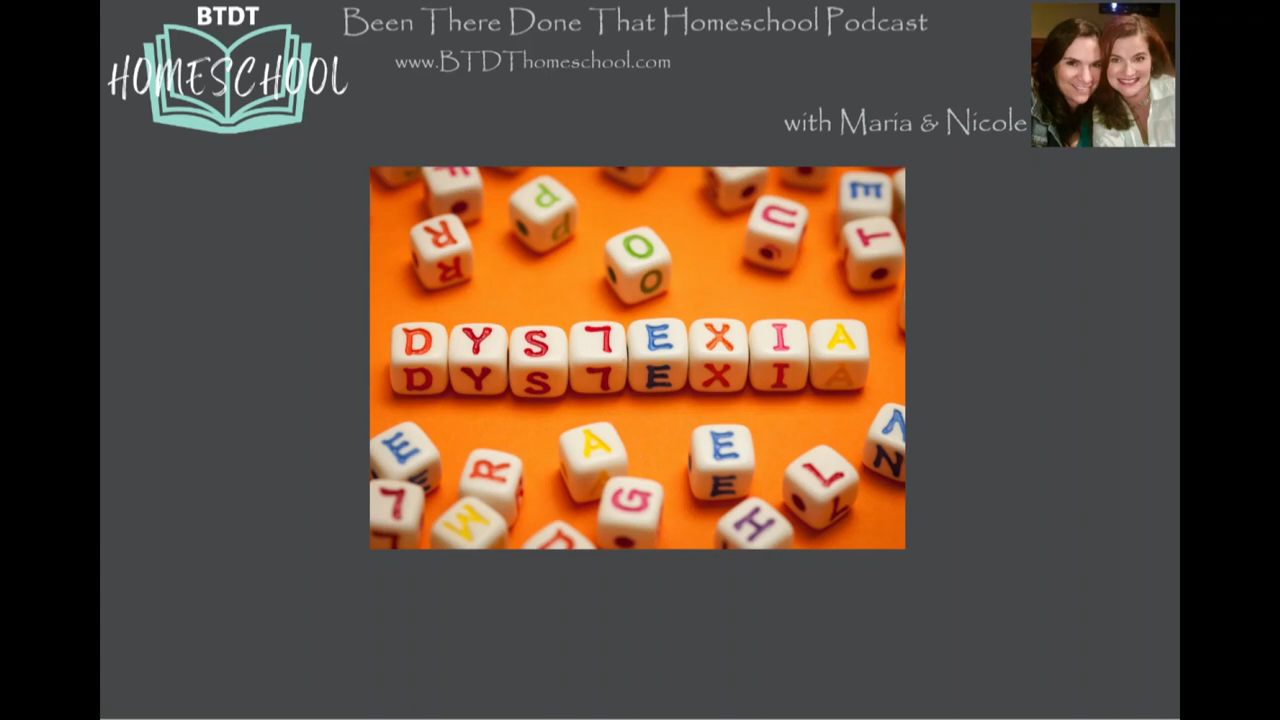 BTDT
HOMESCHOOL
Been There Done That Homeschool Podcast
www.BTDThomeschool.com
with Maria & Nicole
F
P
P
R
R
O
O
U
E
T
DYSLEXIA
DYSLEXIA
E
E
R
A
E
E
L
L
N
N
L
M
G
H